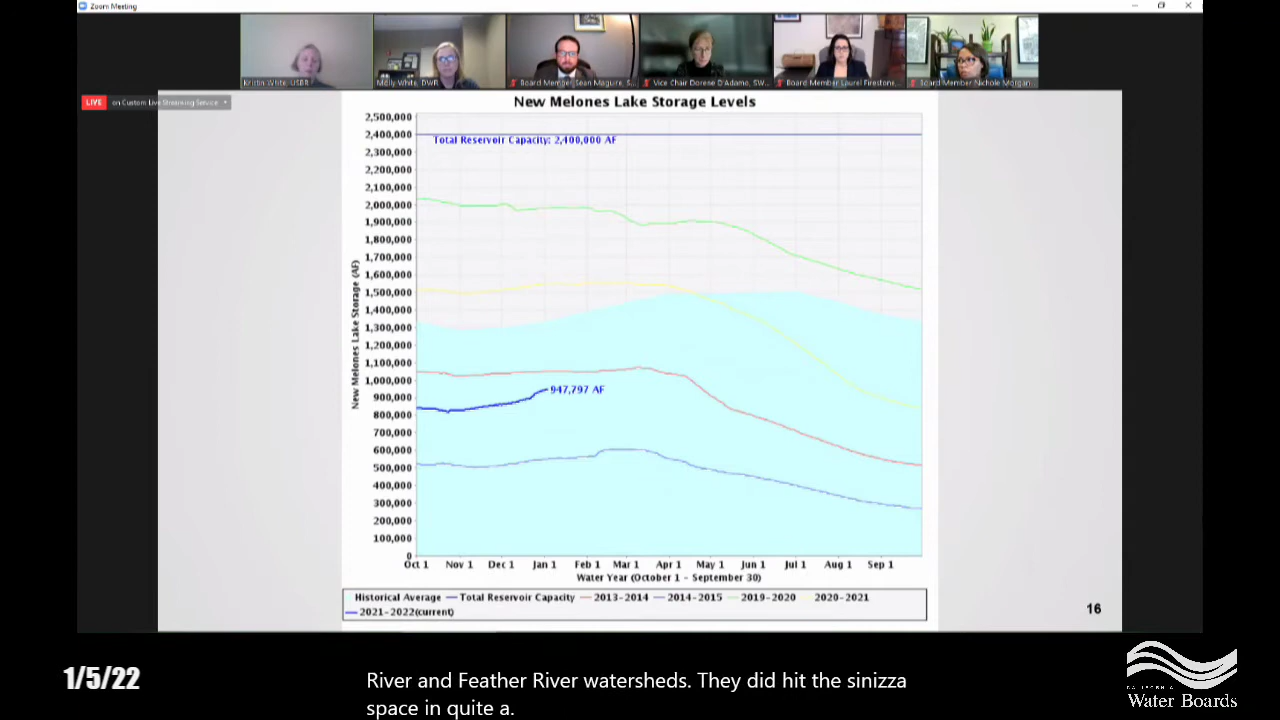 Zoom Meeting
Kristin White, USBR
Molly White, DWR
Board Member Sean Maguire, S...
Vice Chair Dorene D'Adamo, SW...
Board Member Laurel Firestone,...
Board Member Nichole Morgan...
LIVE on Custom Live Streaming Service
New Melones Lake Storage Levels
Total Reservoir Capacity: 2,400,000 AF
2,500,000
2,400,000
2,300,000
2,200,000
2,100,000
2,000,000
1,900,000
1,800,000
1,700,000
1,600,000
1,500,000
1,400,000
1,300,000
1,200,000
1,100,000
1,000,000
900,000
800,000
700,000
600,000
500,000
400,000
300,000
200,000
100,000
0
New Melones Lake Storage (AF)
947,797 AF
Oct 1 Nov 1 Dec 1 Jan 1 Feb 1 Mar 1 Apr 1 May 1 Jun 1 Jul 1 Aug 1 Sep 1
Water Year (October 1 - September 30)
Historical Average Total Reservoir Capacity 2013-2014 2014-2015 2019-2020 2020-2021
2021-2022(current)
16
1/5/22
River and Feather River watersheds. They did hit the sinizza
space in quite a.
CALIFORNIA
Water Boards